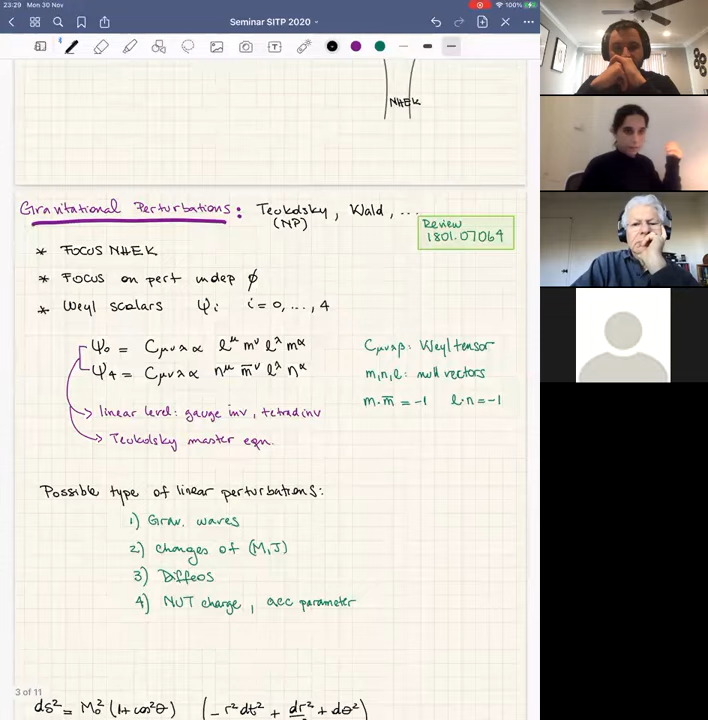 23:29 Mon 30 Nov
100%
Seminar SITP 2020
NHEK
Gravitational Perturbations: Teukolsky, Wald, ...
(NP)
Review
1801.07064
* FOCUS NHEK
* FOCUS on pert indep ϕ
* Weyl scalars Ψi i = 0, ..., 4
Ψ0 = Cμνλα ℓ^μ m^ν ℓ^λ m^α
Ψ4 = Cμνλα n^μ m̄^ν ℓ^λ n^α
Cμναβ: Weyl tensor
m, n, ℓ: null vectors
m·m̄ = -1 ℓ·n = -1
→ linear level: gauge inv, tetrad inv
→ Teukolsky master eqn.
Possible type of linear perturbations:
1) Grav. waves
2) changes of (M,J)
3) Diffeos
4) NUT charge, acc parameter
3 of 11
ds² = M₀² (1+cos²θ) (-r²dt² + dr² + dθ²)